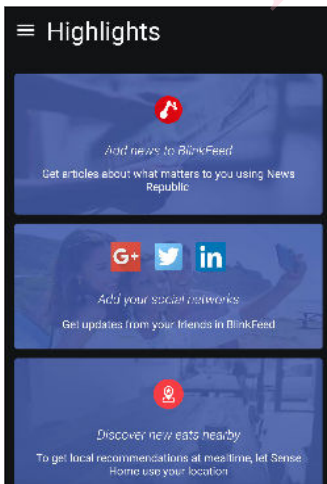 Highlights
Add news to BlinkFeed
Get articles about what matters to you using News
Republic
G+
in
Add your social networks
Get updates from your friends in BlinkFeed
Discover new eats nearby
To get local recommendations at mealtime, let Sense
Home use your location